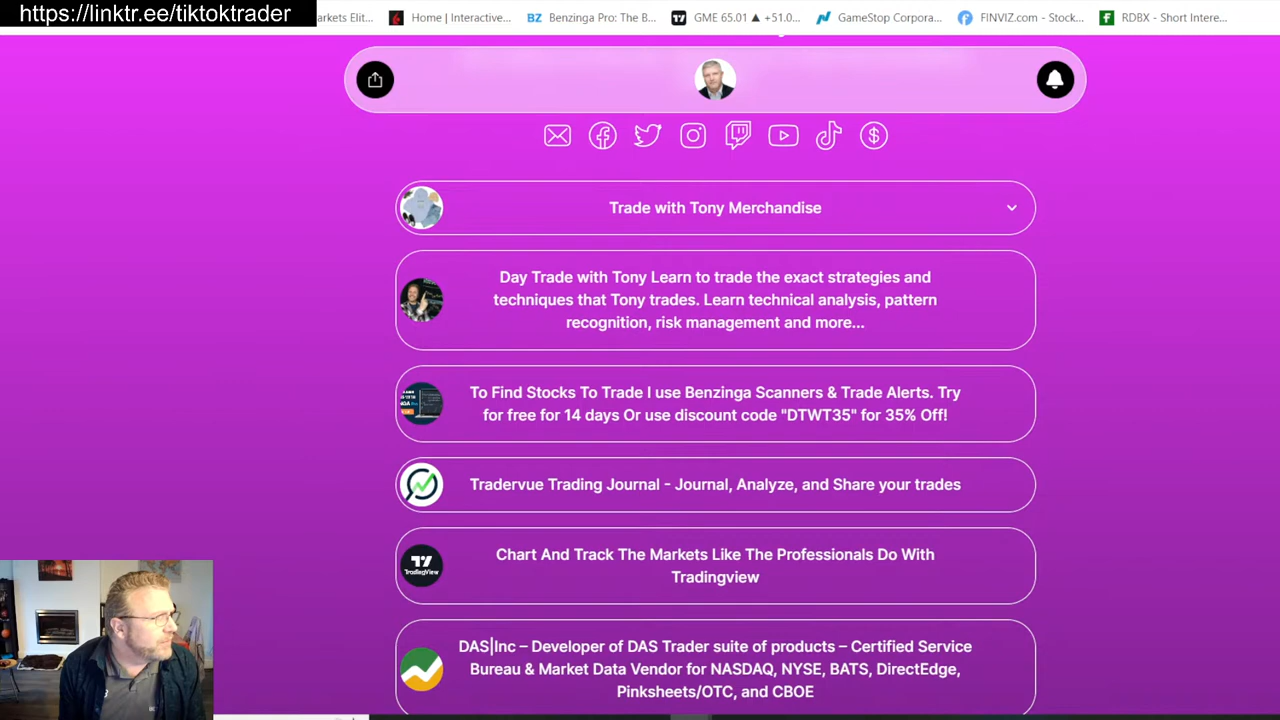 https://linktr.ee/tiktoktrader
arkets Elit...
Home | Interactive...
BZ Benzinga Pro: The B...
GME 65.01 ▲ +51.0...
GameStop Corpora...
FINVIZ.com - Stock...
RDBX - Short Intere...
Trade with Tony Merchandise
Day Trade with Tony Learn to trade the exact strategies and
techniques that Tony trades. Learn technical analysis, pattern
recognition, risk management and more...
To Find Stocks To Trade I use Benzinga Scanners & Trade Alerts. Try
for free for 14 days Or use discount code "DTWT35" for 35% Off!
Tradervue Trading Journal - Journal, Analyze, and Share your trades
TradingView
Chart And Track The Markets Like The Professionals Do With
Tradingview
DAS|Inc – Developer of DAS Trader suite of products – Certified Service
Bureau & Market Data Vendor for NASDAQ, NYSE, BATS, DirectEdge,
Pinksheets/OTC, and CBOE